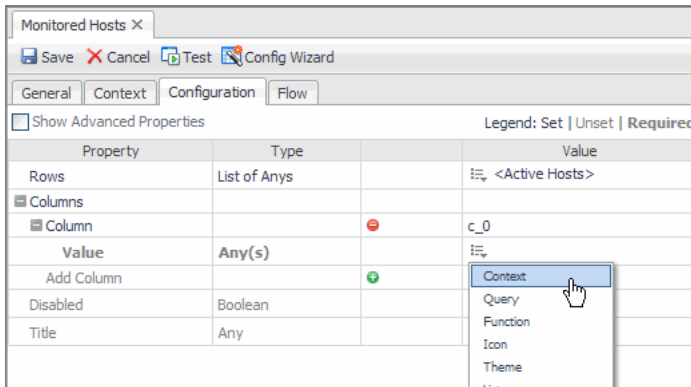 Monitored Hosts
Save Cancel Test Config Wizard
General Context Configuration Flow
Show Advanced Properties Legend: Set | Unset | Required
Property Type Value
Rows List of Anys <Active Hosts>
Columns
Column c_0
Value Any(s)
Add Column
Context
Query
Disabled Boolean
Function
Title Any
Icon
Theme